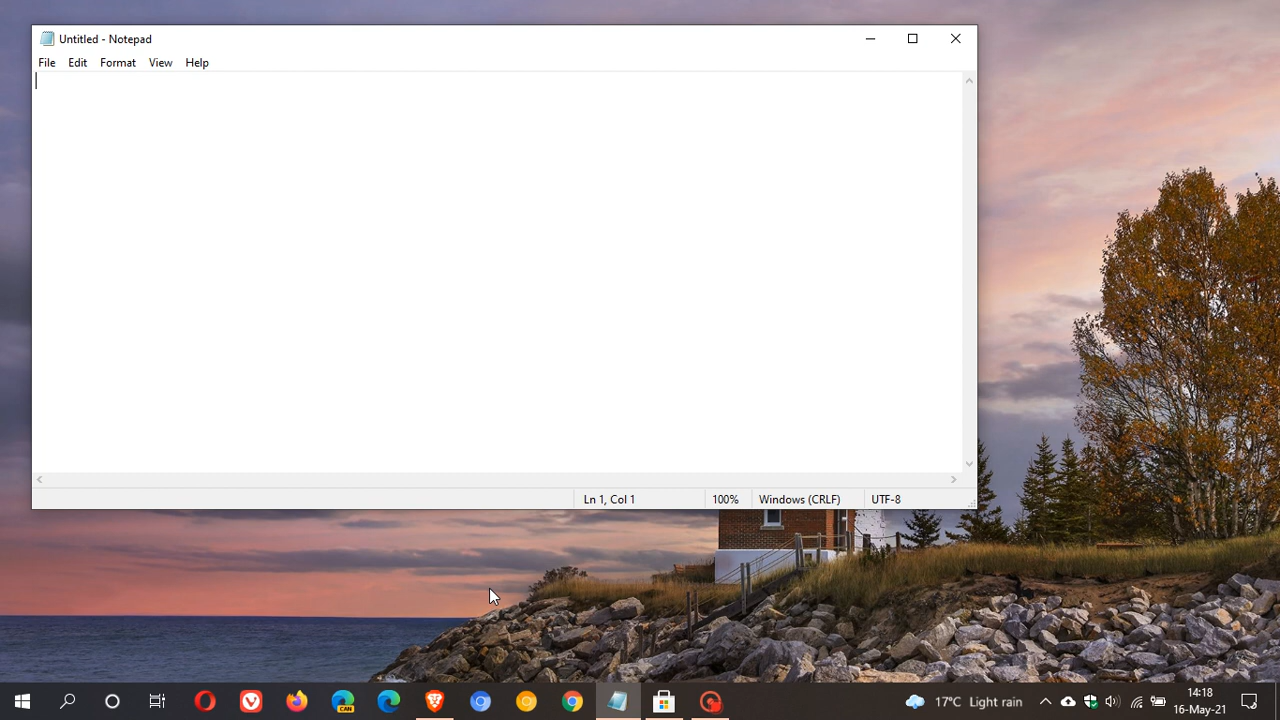 Untitled - Notepad
File Edit Format View Help
Ln 1, Col 1 100% Windows (CRLF) UTF-8
CAN
17°C Light rain
14:18
16-May-21